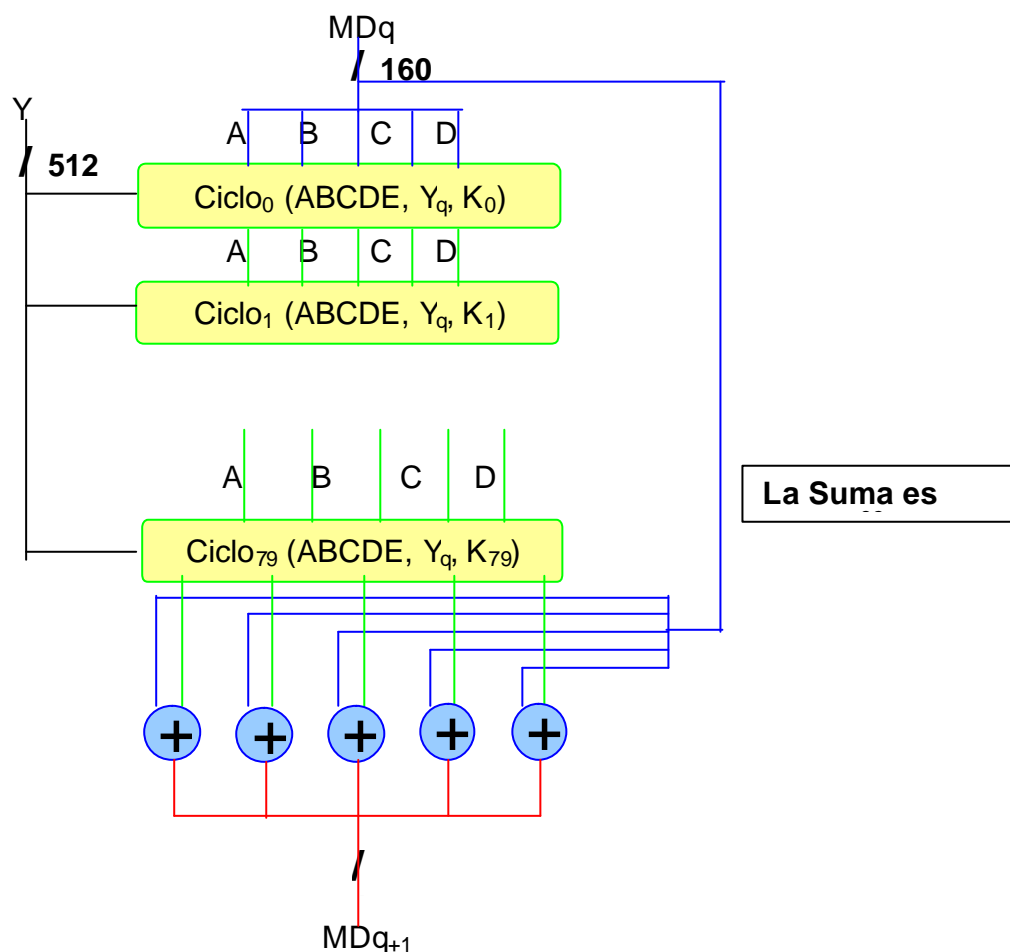 MDq
160
Y
512
A B C D
Ciclo₀ (ABCDE, Yq, K₀)
A B C D
Ciclo₁ (ABCDE, Yq, K₁)
A B C D
La Suma es
Ciclo₇₉ (ABCDE, Yq, K₇₉)
+ + + + +
MDq₊₁